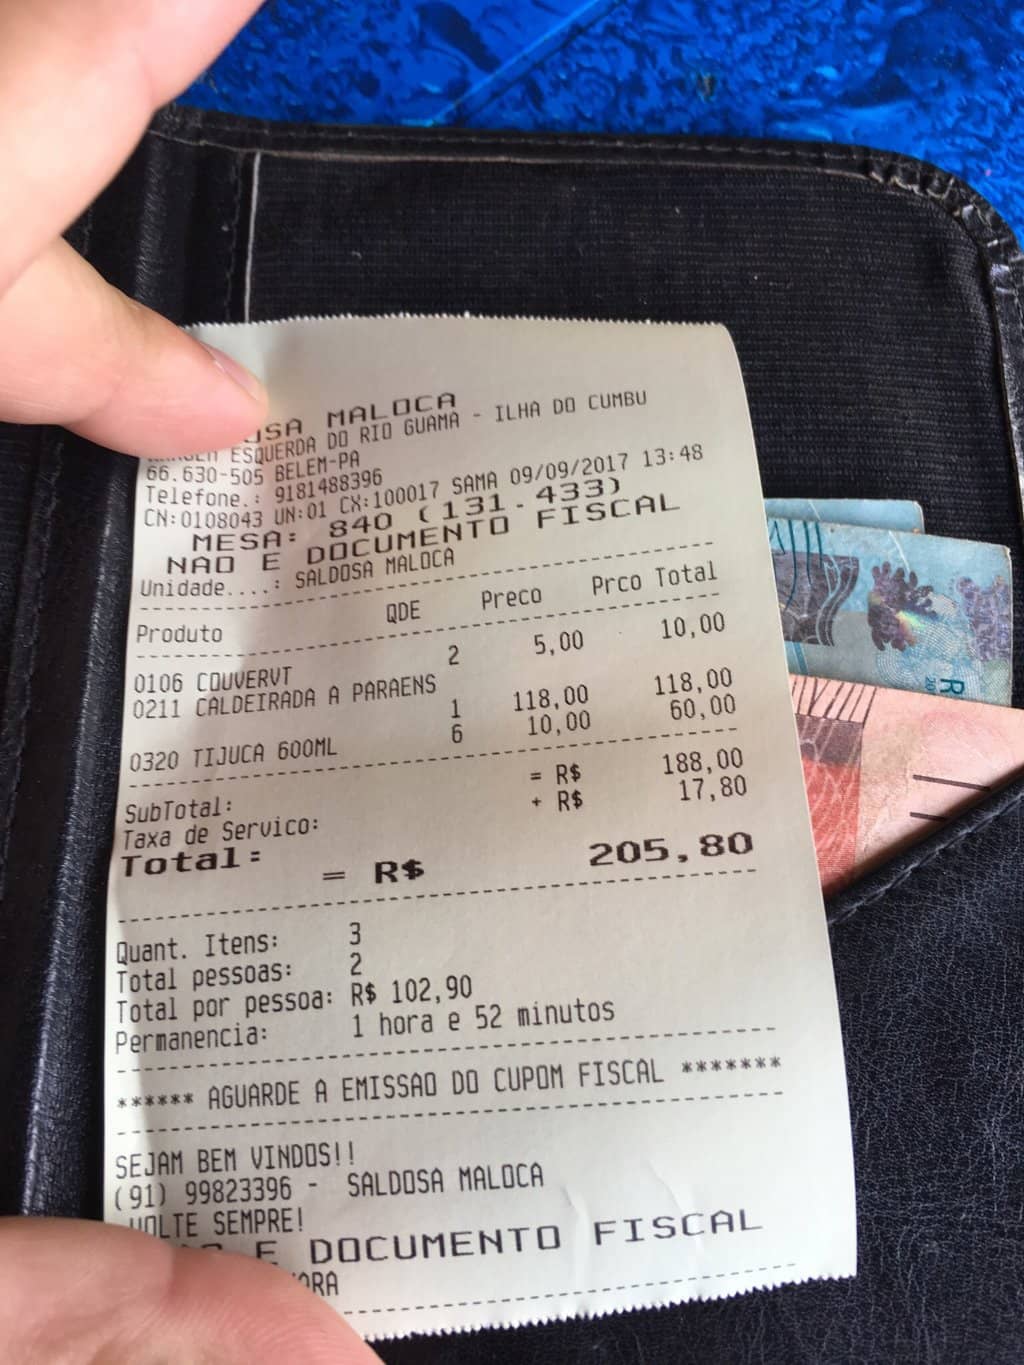 MALOCA
ESQUERDA DO RIO GUAMA - ILHA DO CUMBU
66.630-505 BELEM-PA
Telefone.: 9181488396
CN:0108043 UN:01 CX:100017 SAMA 09/09/2017 13:48
MESA: 840 (131-433)
NAO E DOCUMENTO FISCAL
Unidade....: SALDOSA MALOCA
Produto QDE Preco Prco Total
0106 COUVERVT 2 5,00 10,00
0211 CALDEIRADA A PARAENS
1 118,00 118,00
0320 TIJUCA 600ML 6 10,00 60,00
SubTotal: = R$ 188,00
Taxa de Servico: + R$ 17,80
Total: = R$ 205,80
Quant. Itens: 3
Total pessoas: 2
Total por pessoa: R$ 102,90
Permanencia: 1 hora e 52 minutos
****** AGUARDE A EMISSAO DO CUPOM FISCAL *******
SEJAM BEM VINDOS!!
(91) 99823396 - SALDOSA MALOCA
VOLTE SEMPRE!
E DOCUMENTO FISCAL